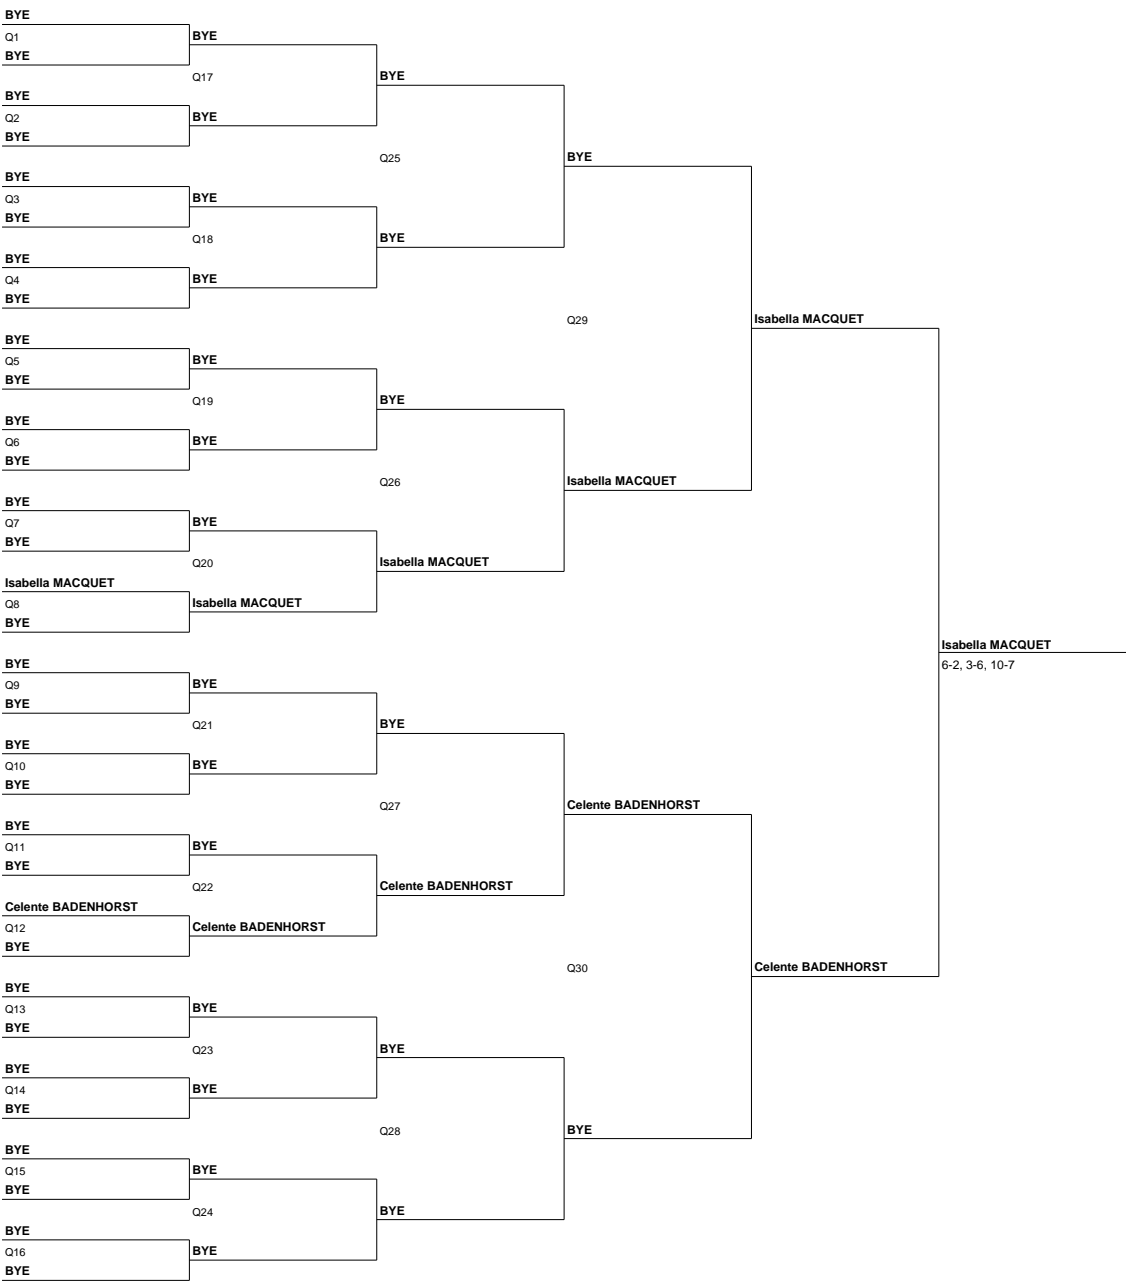 BYE
Q1
BYE
BYE
Q17
BYE
BYE
Q2
BYE
BYE
Q25
BYE
BYE
Q3
BYE
BYE
Q18
BYE
BYE
Q4
BYE
BYE
Q29
Isabella MACQUET
BYE
Q5
BYE
BYE
Q19
BYE
BYE
Q6
BYE
BYE
Q26
Isabella MACQUET
BYE
Q7
BYE
BYE
Q20
Isabella MACQUET
Isabella MACQUET
Q8
Isabella MACQUET
BYE
Isabella MACQUET
6-2, 3-6, 10-7
BYE
Q9
BYE
BYE
Q21
BYE
BYE
Q10
BYE
BYE
Q27
Celente BADENHORST
BYE
Q11
BYE
BYE
Q22
Celente BADENHORST
Celente BADENHORST
Q12
Celente BADENHORST
BYE
Q30
Celente BADENHORST
BYE
Q13
BYE
BYE
Q23
BYE
BYE
Q14
BYE
BYE
Q28
BYE
BYE
Q15
BYE
BYE
Q24
BYE
BYE
Q16
BYE
BYE